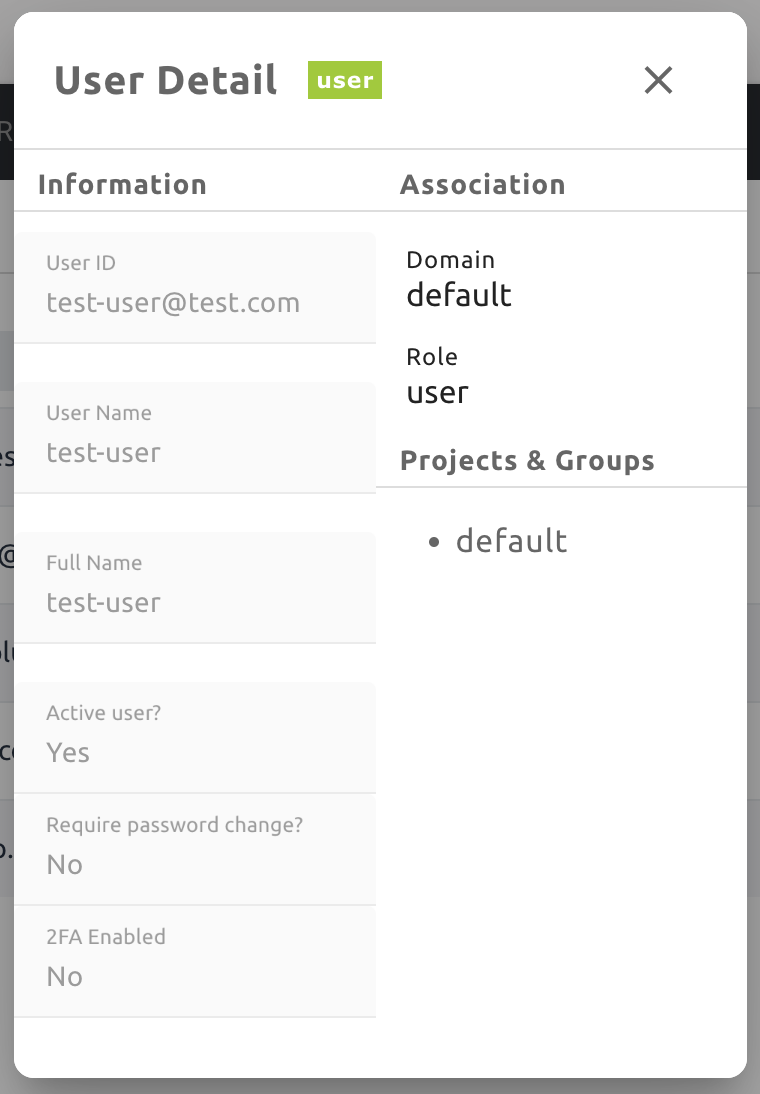 User Detail user
Information
User ID
test-user@test.com
User Name
test-user
Full Name
test-user
Active user?
Yes
Require password change?
No
2FA Enabled
No
Association
Domain
default
Role
user
Projects & Groups
• default